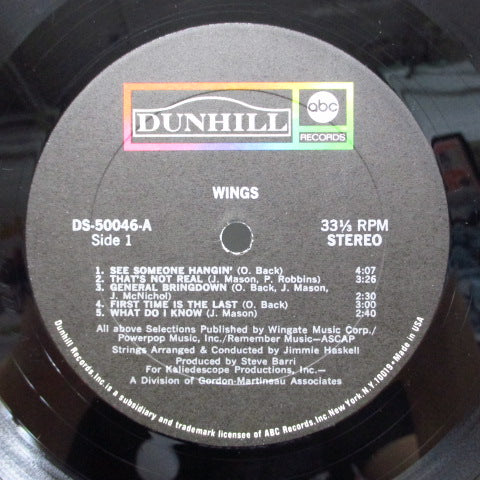 DUNHILL
abc
RECORDS
WINGS
DS-50046-A 33⅓ RPM
Side 1 STEREO
1. SEE SOMEONE HANGIN' (O. Back) 4:07
2. THAT'S NOT REAL (J. Mason, P. Robbins) 3:26
3. GENERAL BRINGDOWN (O. Back, J. Mason,
J. McNichol) 2:30
4. FIRST TIME IS THE LAST (O. Back) 3:00
5. WHAT DO I KNOW (J. Mason) 2:40
All above Selections Published by Wingate Music Corp./
Powerpop Music, Inc./Remember Music—ASCAP
Strings Arranged & Conducted by Jimmie Haskell
Produced by Steve Barri
For Kaliedescope Productions, Inc.—
A Division of Gordon-Martineau Associates
Dunhill Records, Inc. is a subsidiary and trademark licensee of ABC Records, Inc. New York, N.Y. 10019 • Made in USA